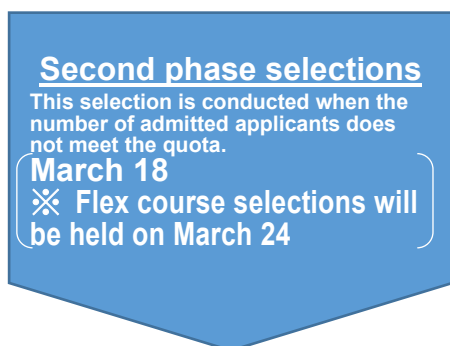 Second phase selections
This selection is conducted when the
number of admitted applicants does
not meet the quota.
March 18
※ Flex course selections will
be held on March 24